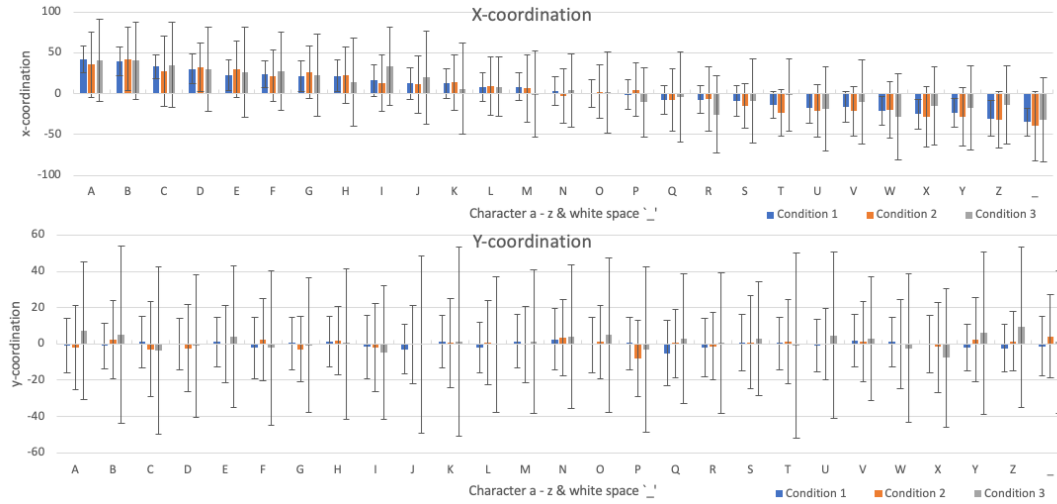 X-coordination
100
50
0
-50
-100
x-coordination
A B C D E F G H I J K L M N O P Q R S T U V W X Y Z _
Character a - z & white space `_'
Condition 1 Condition 2 Condition 3
Y-coordination
60
40
20
0
-20
-40
-60
y-coordination
A B C D E F G H I J K L M N O P Q R S T U V W X Y Z _
Character a - z & white space `_'
Condition 1 Condition 2 Condition 3